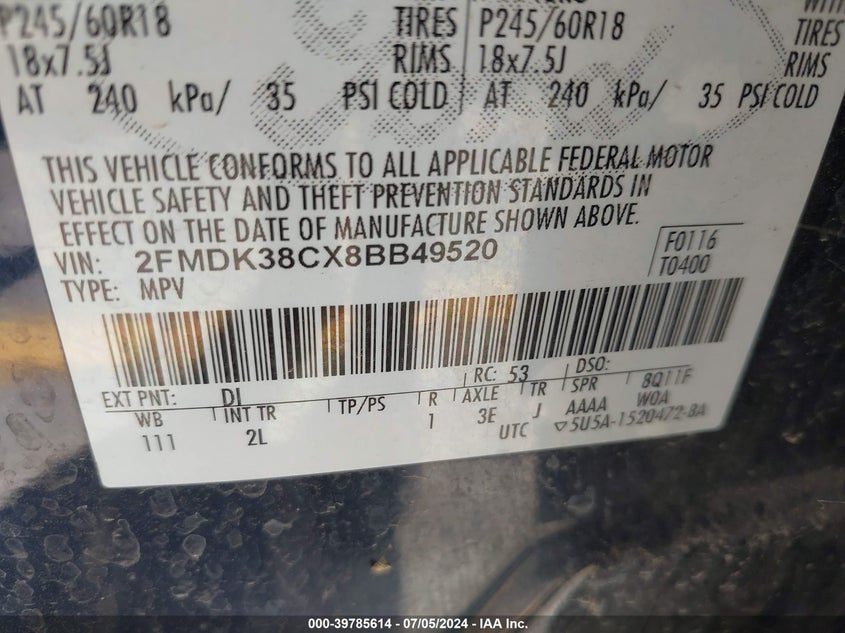 P245/60R18 TIRES P245/60R18 TIRES
18x7.5J RIMS 18x7.5J RIMS
AT 240 kPa/ 35 PSI COLD AT 240 kPa/ 35 PSI COLD
THIS VEHICLE CONFORMS TO ALL APPLICABLE FEDERAL MOTOR
VEHICLE SAFETY AND THEFT PREVENTION STANDARDS IN
EFFECT ON THE DATE OF MANUFACTURE SHOWN ABOVE.
VIN: 2FMDK38CX8BB49520
F0116
TYPE: MPV
T0400
EXT PNT: DJ RC: 53 DSO:
WB INT TR TP/PS R AXLE TR SPR 8Q11F
111 2L 1 3E J AAAA W0A
UTC 5U5A-1520472-BA
000-39785614 - 07/05/2024 - IAA Inc.